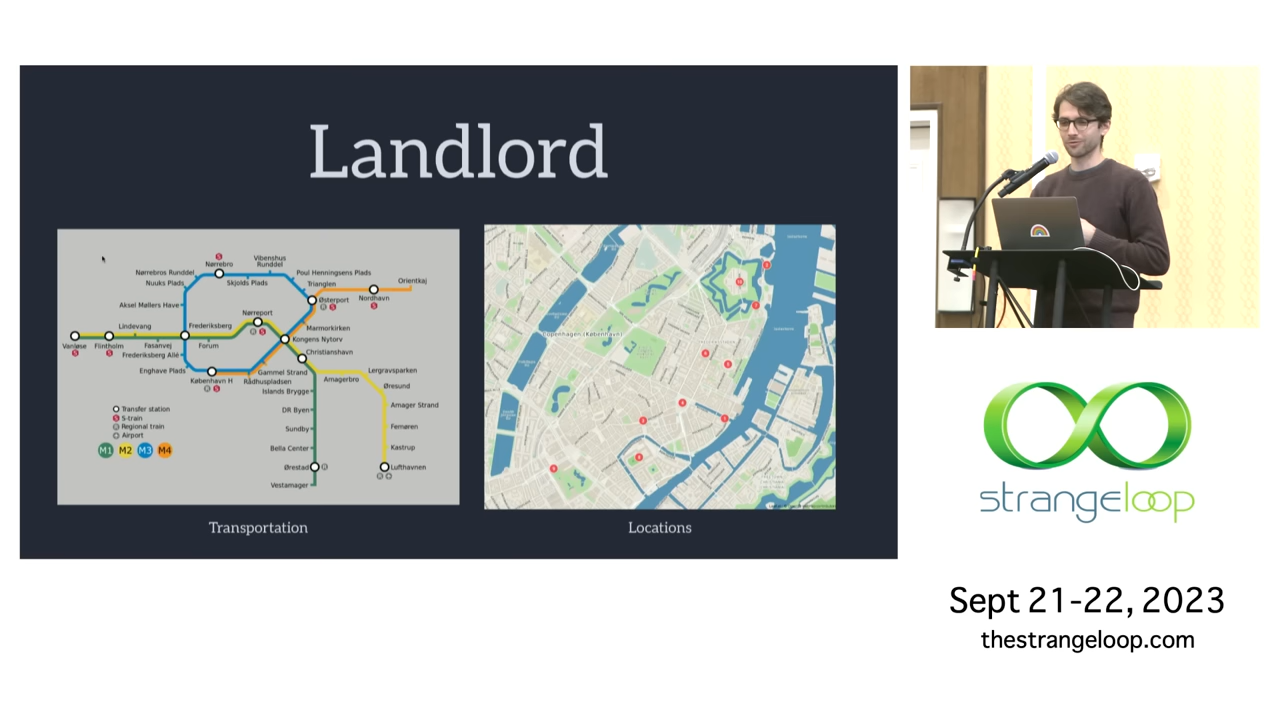 Landlord
Nørrebro
Vibenshus
Runddel
Nørrebros Runddel
Skjolds Plads
Poul Henningsens Plads
Nuuks Plads
Trianglen
Orientkaj
Aksel Møllers Have
Østerport
Nordhavn
Nørreport
Lindevang
Frederiksberg
Marmorkirken
Kongens Nytorv
Vanløse
Flintholm
Fasanvej
Forum
Frederiksberg Allé
Christianshavn
Enghave Plads
Gammel Strand
Lergravsparken
København H
Rådhuspladsen
Amagerbro
Øresund
Islands Brygge
Amager Strand
DR Byen
Transfer station
S-train
Regional train
Airport
Sundby
Femøren
M1 M2 M3 M4
Bella Center
Kastrup
Ørestad
Lufthavnen
Vestamager
Copenhagen (København)
Transportation
Locations
strangeloop
Sept 21-22, 2023
thestrangeloop.com